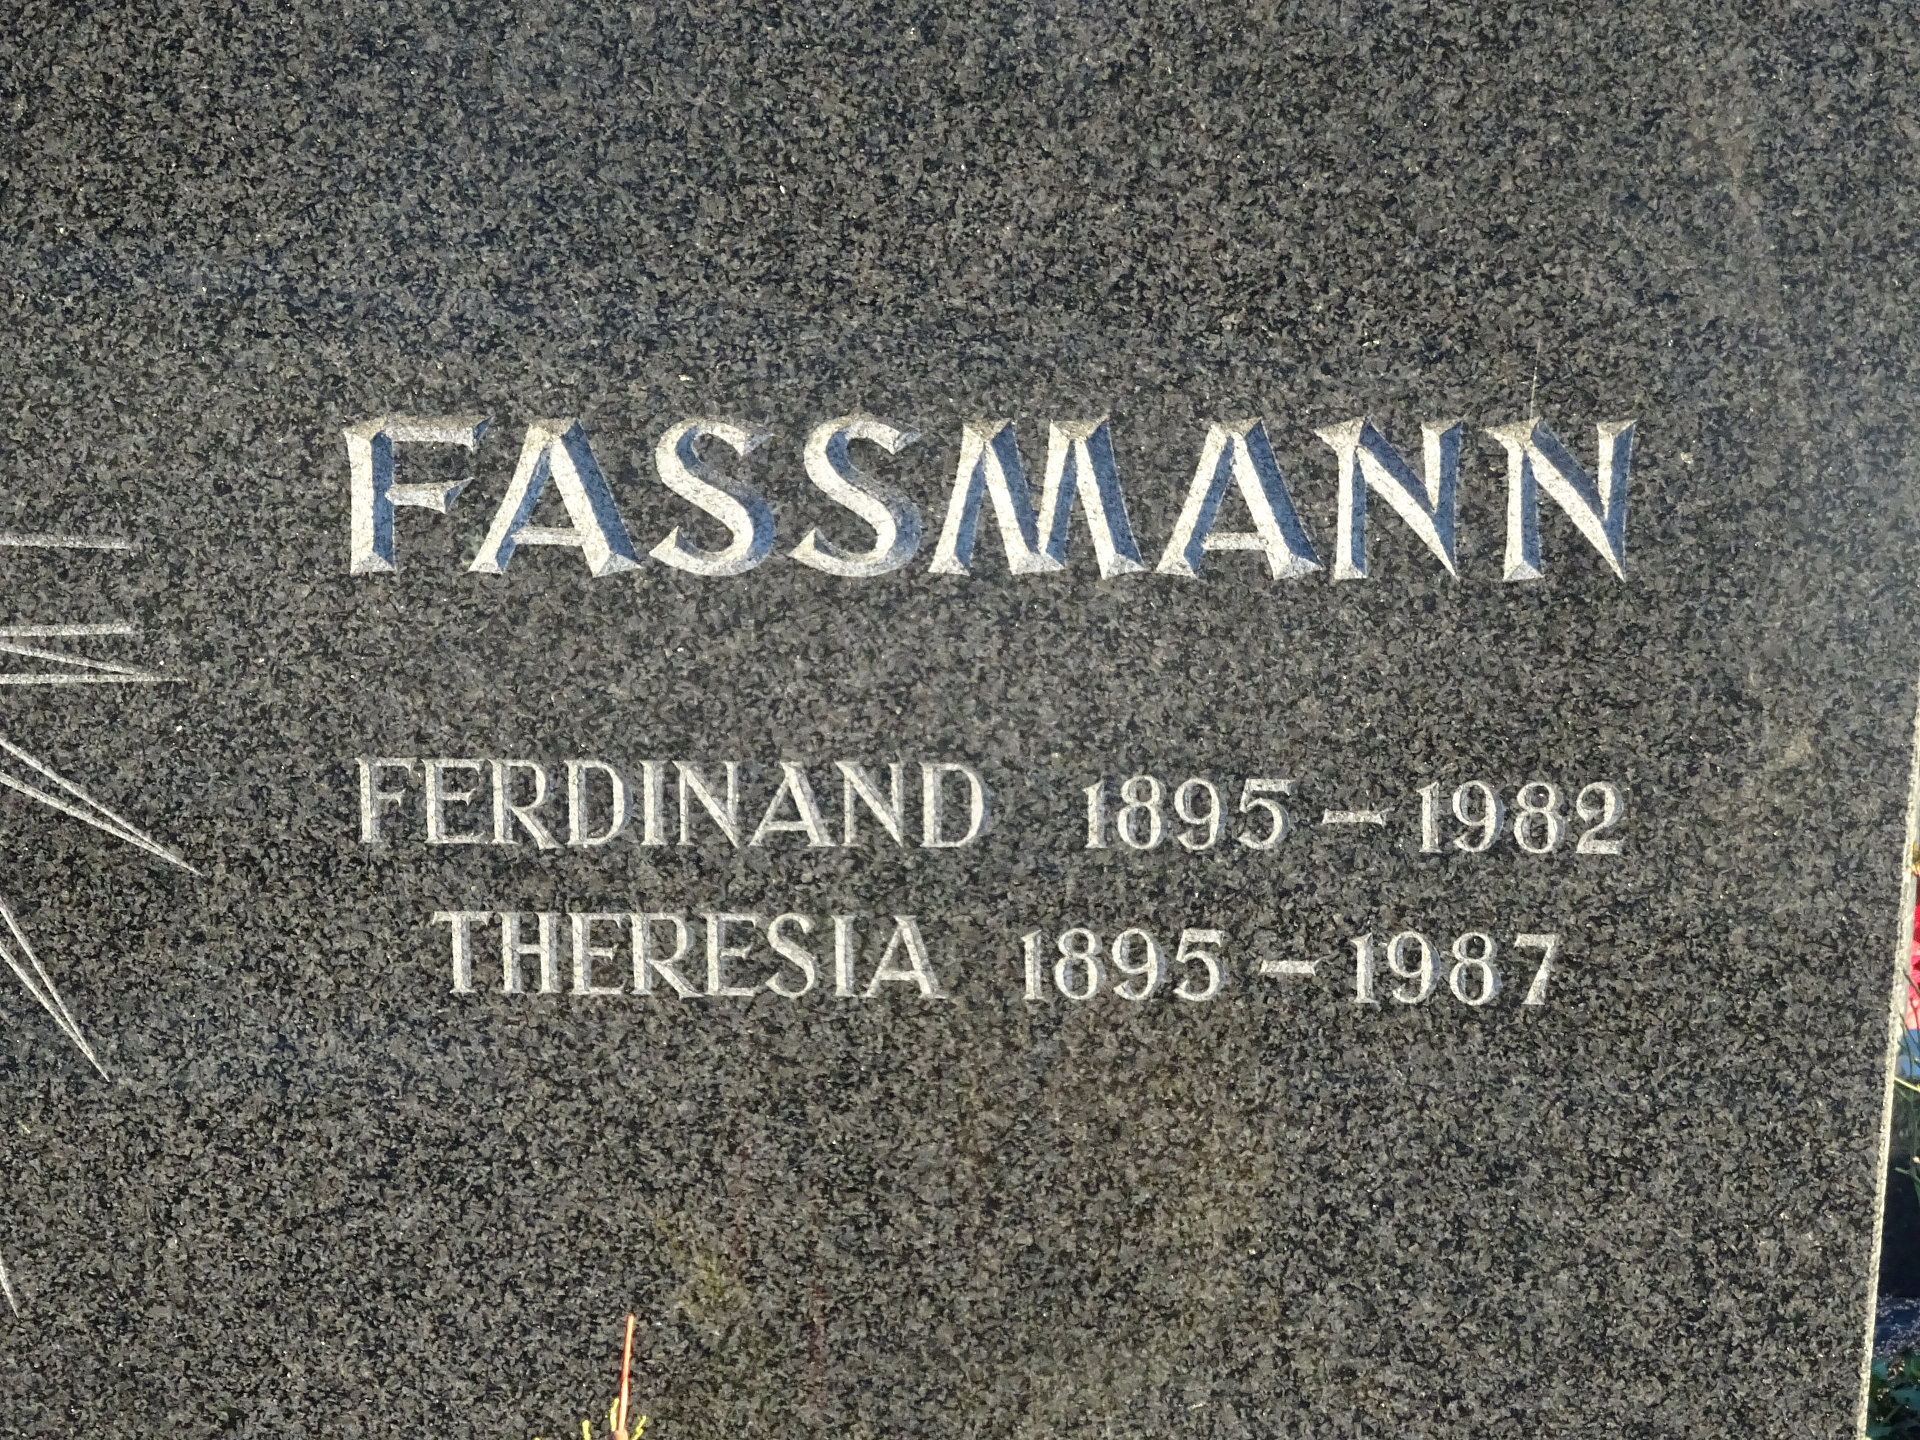 FASSMANN
FERDINAND 1895 – 1982
THERESIA 1895 – 1987